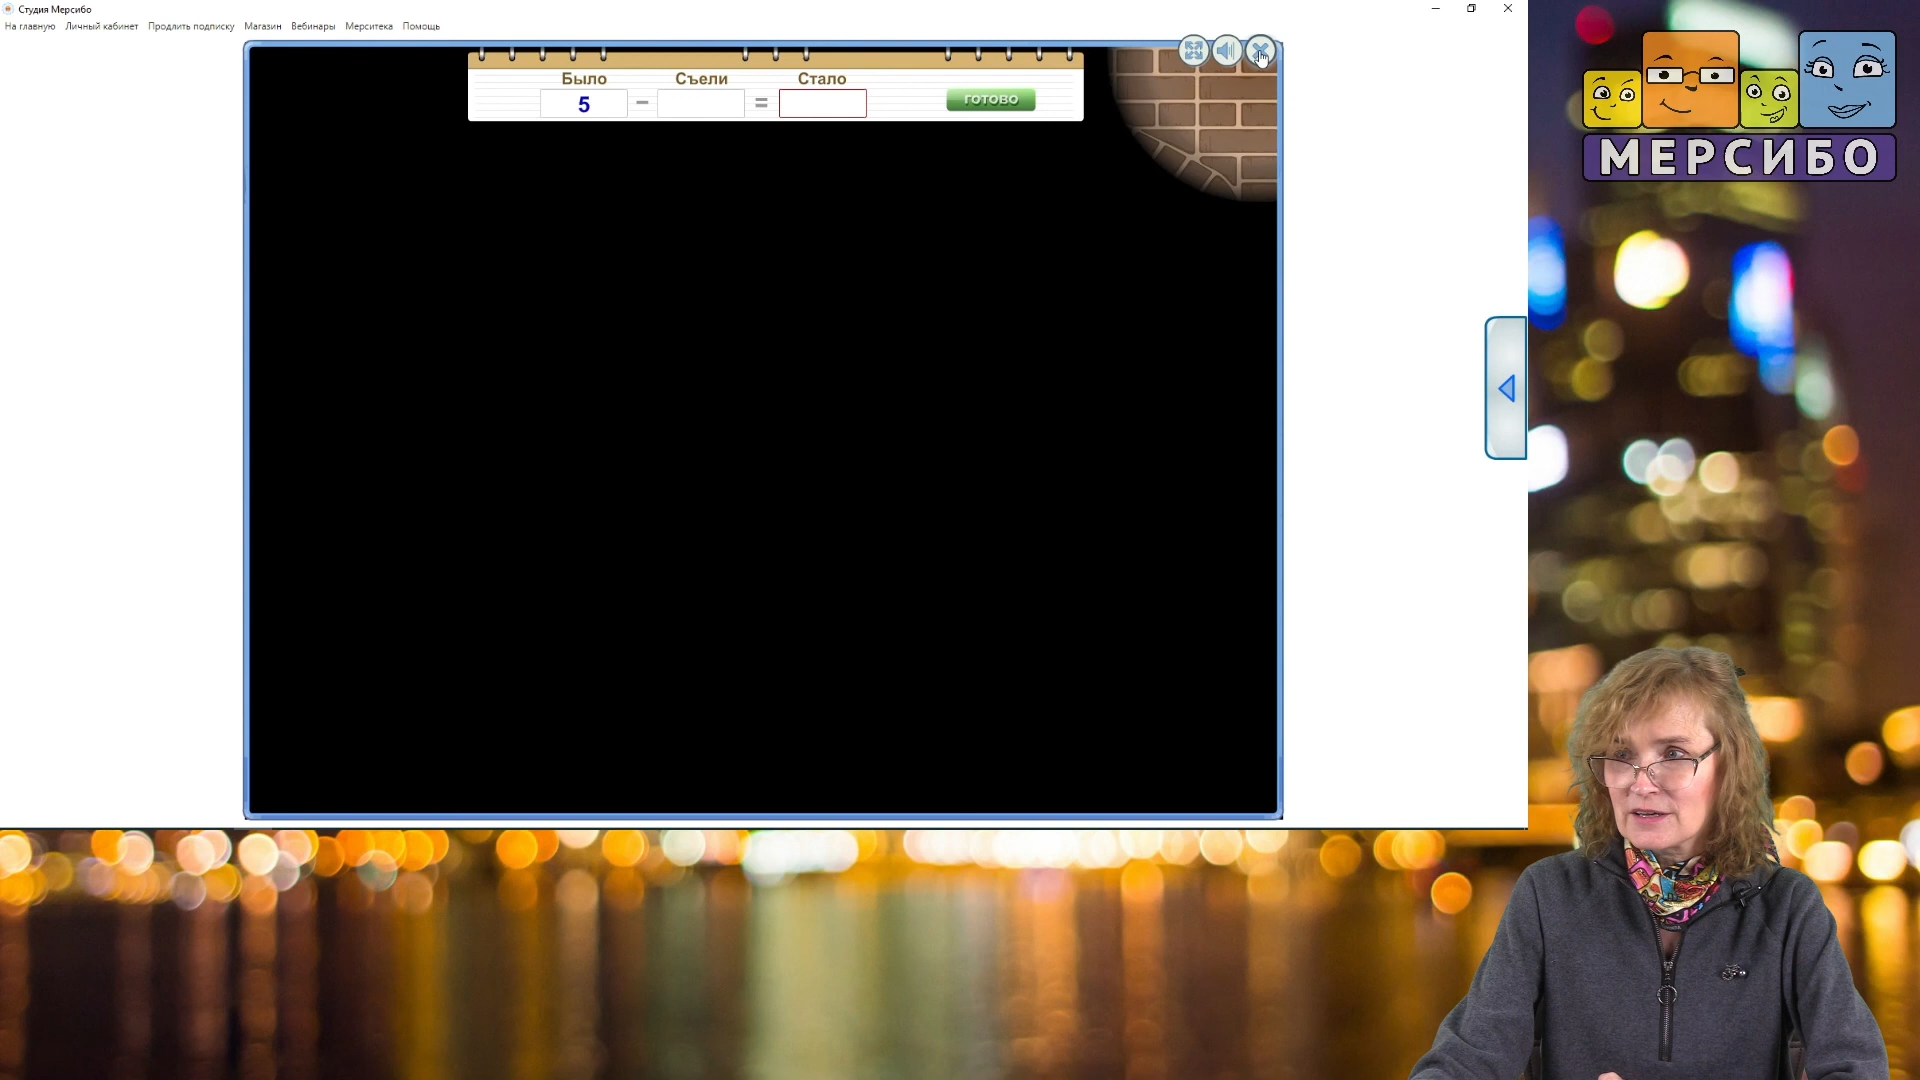 Студия Мерсибо
На главную Личный кабинет Продлить подписку Магазин Вебинары Мерситека Помощь
Было Съели Стало
5 – =
ГОТОВО
МЕРСИБО